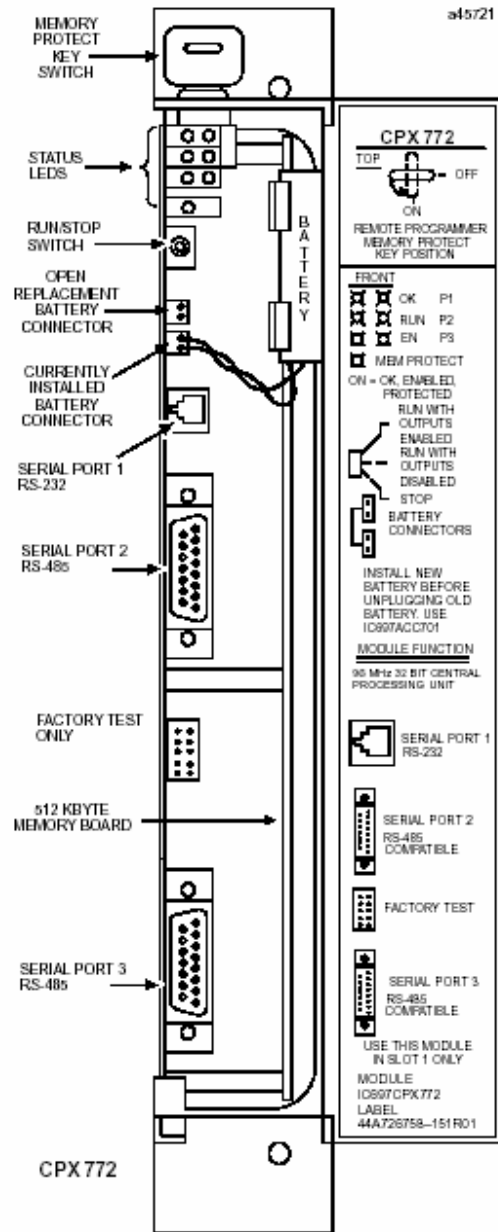 a45721
MEMORY
PROTECT
KEY
SWITCH
STATUS
LEDS
RUN/STOP
SWITCH
OPEN
REPLACEMENT
BATTERY
CONNECTOR
CURRENTLY
INSTALLED
BATTERY
CONNECTOR
SERIAL PORT 1
RS-232
SERIAL PORT 2
RS-485
FACTORY TEST
ONLY
512 KBYTE
MEMORY BOARD
SERIAL PORT 3
RS-485
CPX 772
BATTERY
CPX 772
TOP
OFF
ON
REMOTE PROGRAMMER
MEMORY PROTECT
KEY POSITION
FRONT
OK P1
RUN P2
EN P3
MEM PROTECT
ON = OK, ENABLED,
PROTECTED
RUN WITH
OUTPUTS
ENABLED
RUN WITH
OUTPUTS
DISABLED
STOP
BATTERY
CONNECTORS
INSTALL NEW
BATTERY BEFORE
UNPLUGGING OLD
BATTERY. USE
IC697ACC701
MODULE FUNCTION
96 MHz 32 BIT CENTRAL
PROCESSING UNIT
SERIAL PORT 1
RS-232
SERIAL PORT 2
RS-485
COMPATIBLE
FACTORY TEST
SERIAL PORT 3
RS-485
COMPATIBLE
USE THIS MODULE
IN SLOT 1 ONLY
MODULE
IC697CPX772
LABEL
44A726758–151R01